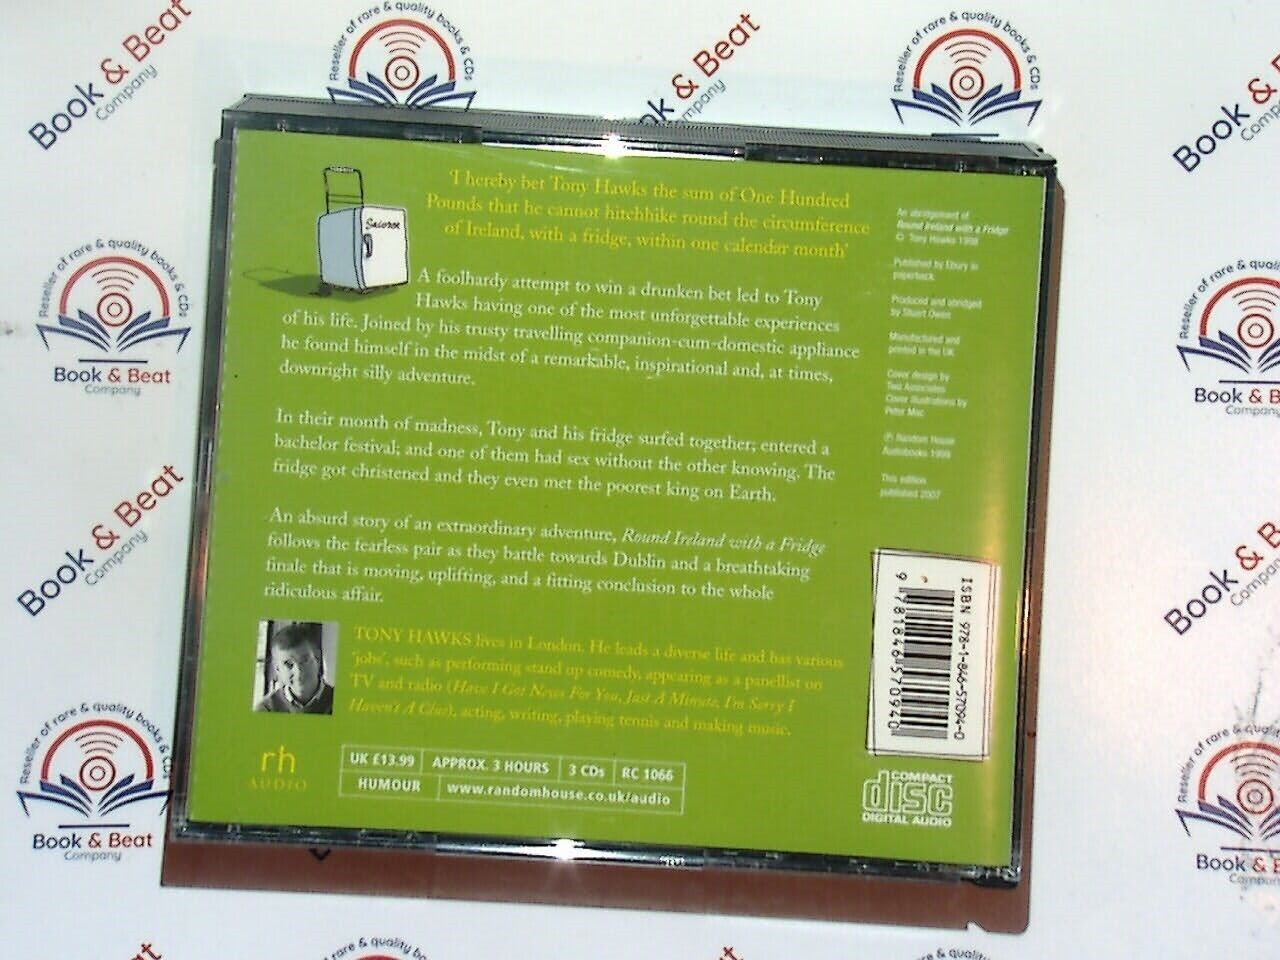 'I hereby bet Tony Hawks the sum of One Hundred
Pounds that he cannot hitchhike round the circumference
of Ireland, with a fridge, within one calendar month'
Saiorse
A foolhardy attempt to win a drunken bet led to Tony
Hawks having one of the most unforgettable experiences
of his life. Joined by his trusty travelling companion-cum-domestic appliance
he found himself in the midst of a remarkable, inspirational and, at times,
downright silly adventure.
In their month of madness, Tony and his fridge surfed together; entered a
bachelor festival; and one of them had sex without the other knowing. The
fridge got christened and they even met the poorest king on Earth.
An absurd story of an extraordinary adventure, Round Ireland with a Fridge
follows the fearless pair as they battle towards Dublin and a breathtaking
finale that is moving, uplifting, and a fitting conclusion to the whole
ridiculous affair.
TONY HAWKS lives in London. He leads a diverse life and has various
'jobs', such as performing stand up comedy, appearing as a panellist on
TV and radio (Have I Got News For You, Just A Minute, I'm Sorry I
Haven't A Clue), acting, writing, playing tennis and making music.
rh
AUDIO
UK £13.99 APPROX. 3 HOURS 3 CDs RC 1066
HUMOUR www.randomhouse.co.uk/audio
An abridgement of
Round Ireland with a Fridge
© Tony Hawks 1998
Published by Ebury in
paperback
Produced and abridged
by Stuart Owen
Manufactured and
printed in the UK
Cover design by
Two Associates
Cover illustrations by
Peter Mac
℗ Random House
Audiobooks 1999
This edition
published 2007
ISBN 978-1-846-57094-0
9 781846 570940
COMPACT
disc
DIGITAL AUDIO
Reseller of rare & quality books & CDs
Book & Beat
Company